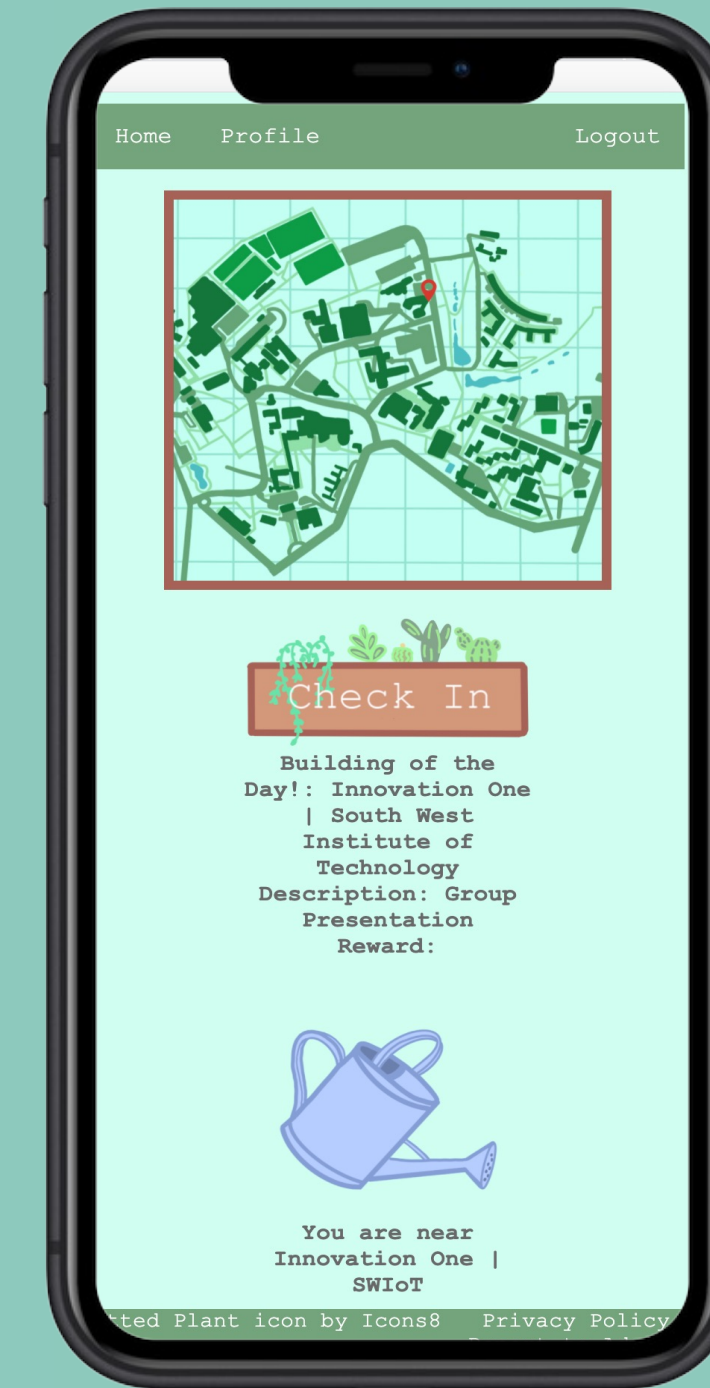 Home Profile Logout
Check In
Building of the
Day!: Innovation One
| South West
Institute of
Technology
Description: Group
Presentation
Reward:
You are near
Innovation One |
SWIoT
Plant icon by Icons8 Privacy Policy